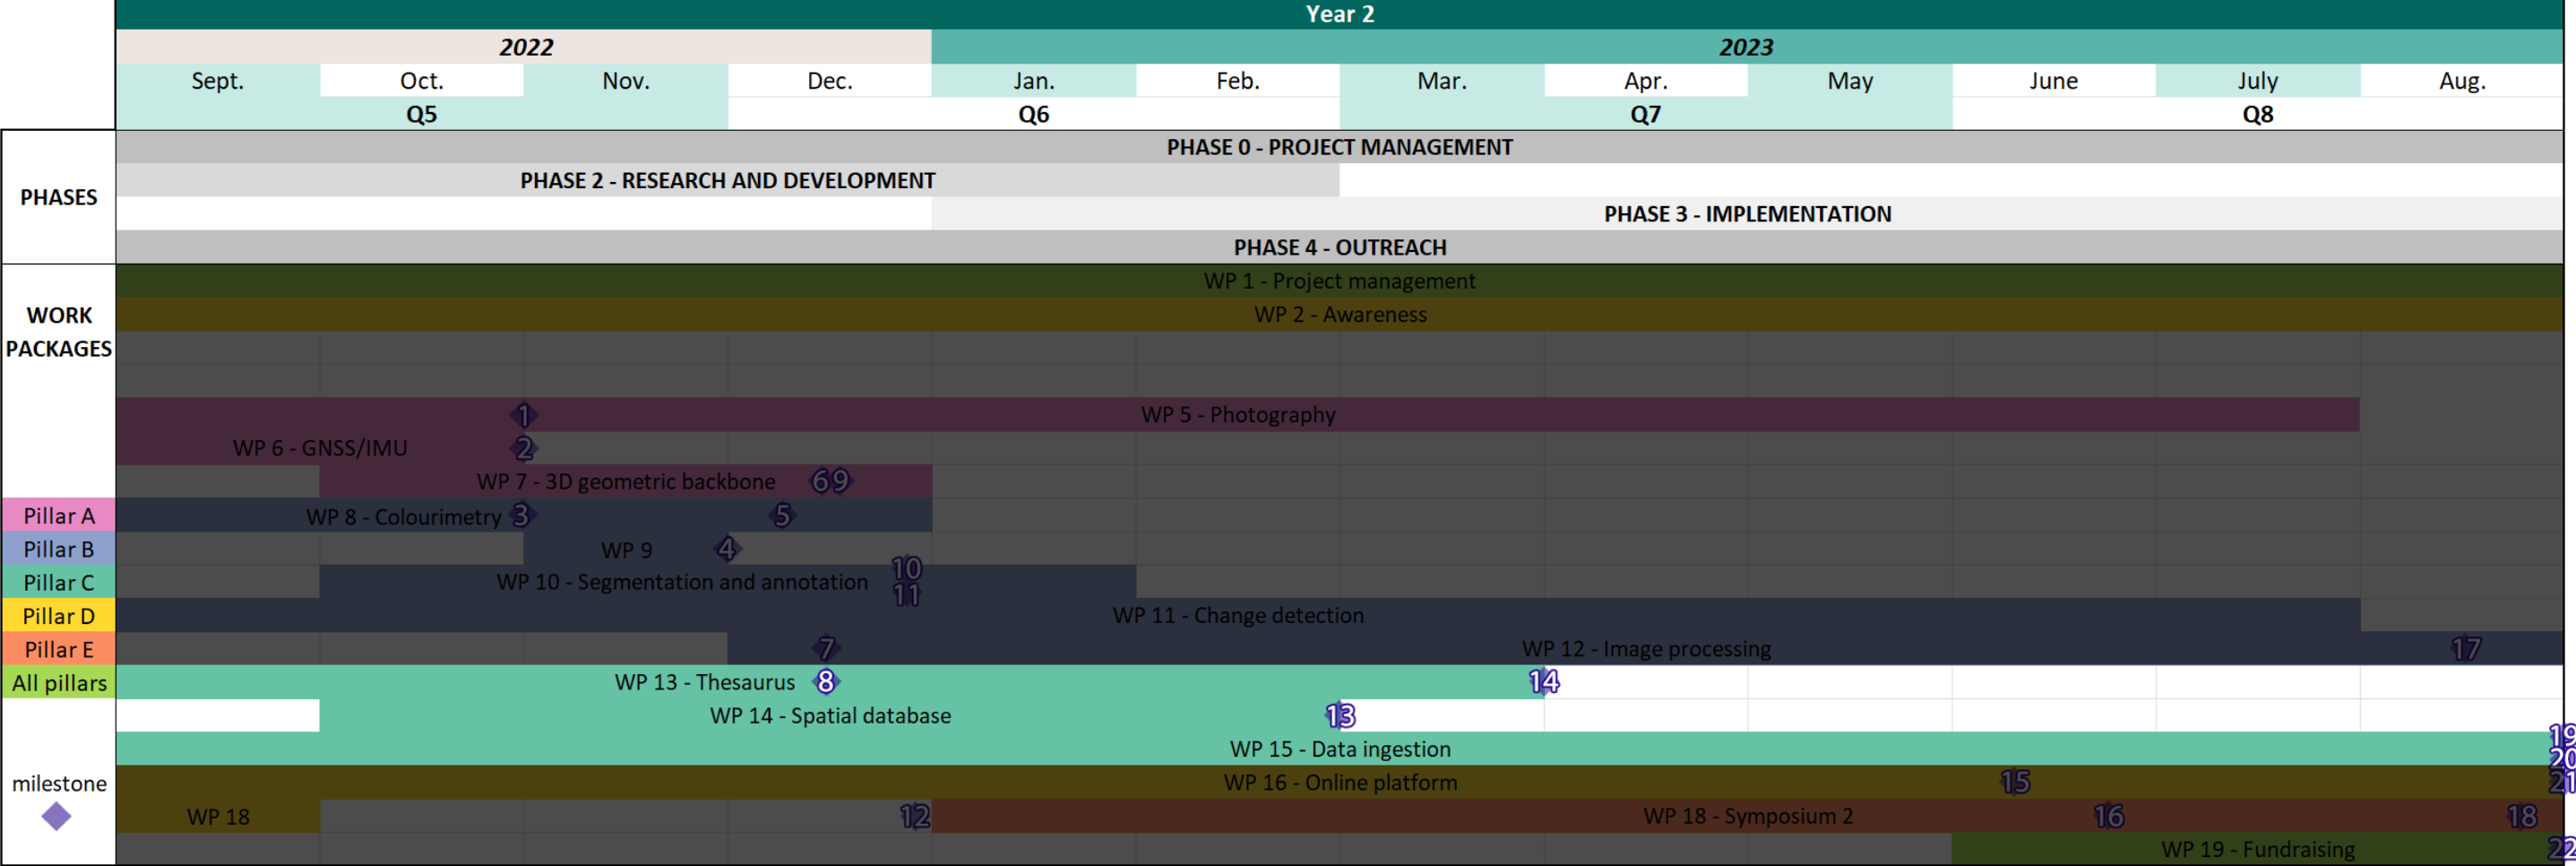 Year 2
2022 2023
Sept. Oct. Nov. Dec. Jan. Feb. Mar. Apr. May June July Aug.
Q5 Q6 Q7 Q8
PHASES
PHASE 0 - PROJECT MANAGEMENT
PHASE 2 - RESEARCH AND DEVELOPMENT
PHASE 3 - IMPLEMENTATION
PHASE 4 - OUTREACH
WORK
PACKAGES
WP 1 - Project management
WP 2 - Awareness
1 WP 5 - Photography
WP 6 - GNSS/IMU 2
WP 7 - 3D geometric backbone 6 9
Pillar A WP 8 - Colourimetry 3 5
Pillar B WP 9 4
Pillar C WP 10 - Segmentation and annotation 10
11
Pillar D WP 11 - Change detection
Pillar E 7 WP 12 - Image processing 17
All pillars WP 13 - Thesaurus 8 14
WP 14 - Spatial database 13
WP 15 - Data ingestion 19
20
milestone WP 16 - Online platform 15 21
WP 18 12 WP 18 - Symposium 2 16 18
WP 19 - Fundraising 22